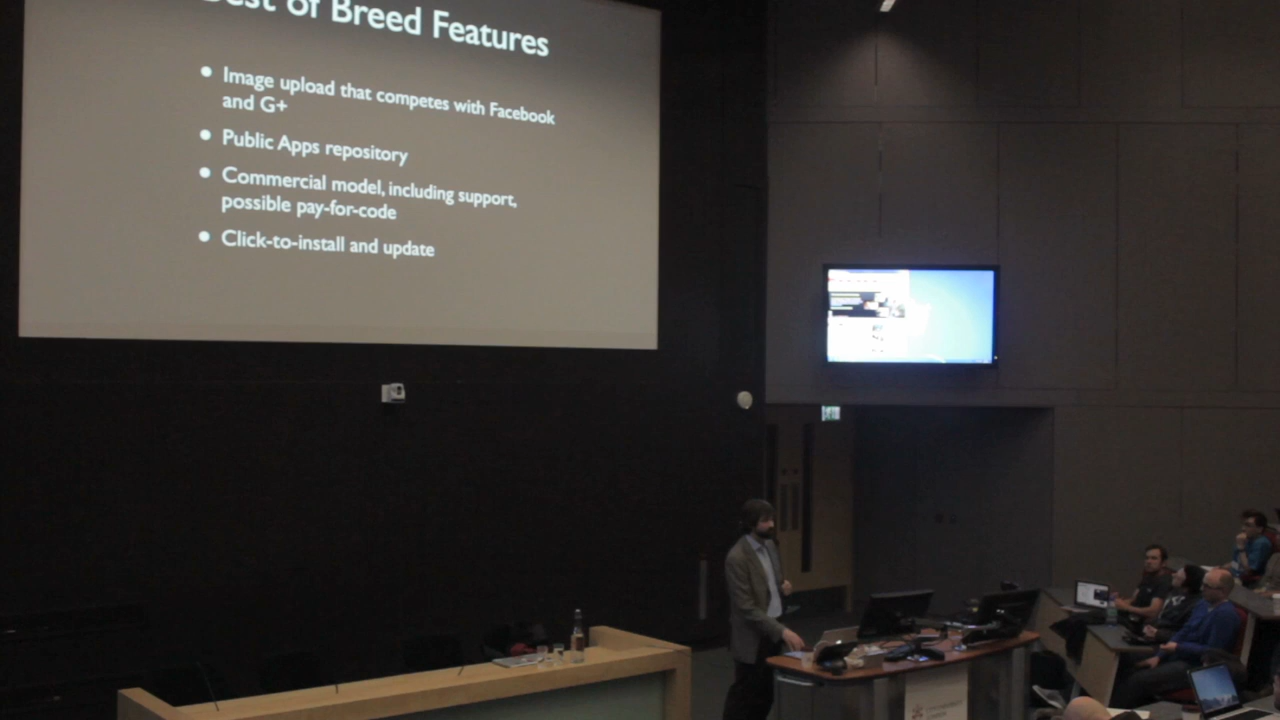 Best of Breed Features
• Image upload that competes with Facebook
and G+
• Public Apps repository
• Commercial model, including support,
possible pay-for-code
• Click-to-install and update